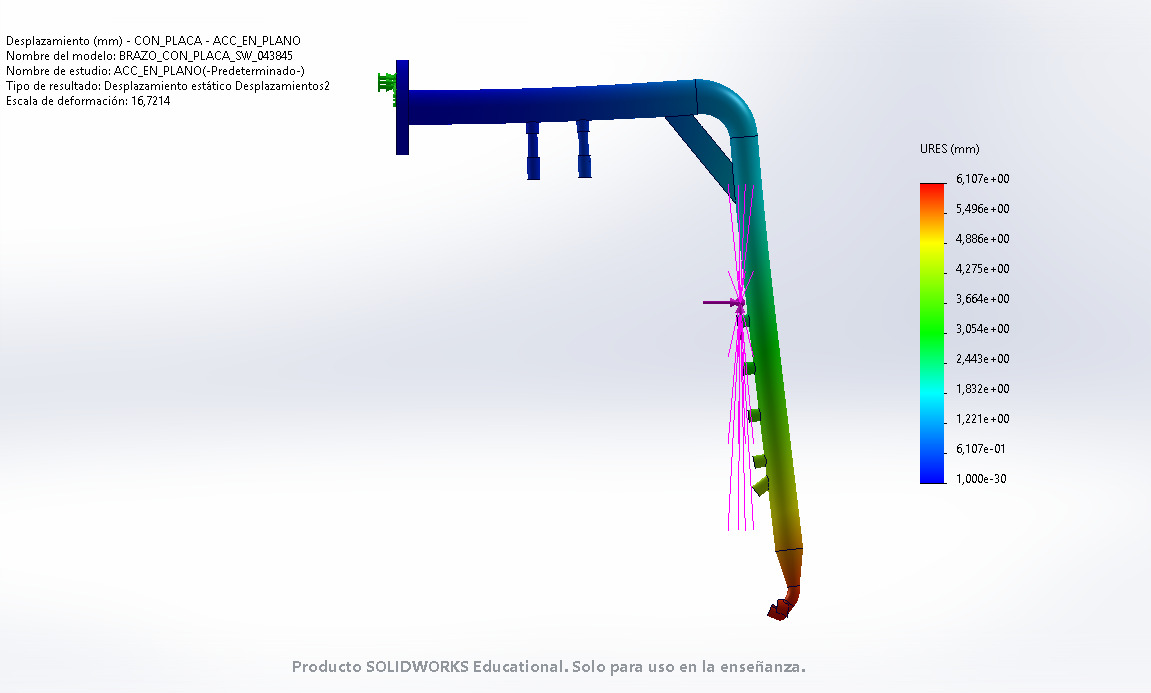 Desplazamiento (mm) - CON_PLACA - ACC_EN_PLANO
Nombre del modelo: BRAZO_CON_PLACA_SW_043845
Nombre de estudio: ACC_EN_PLANO(-Predeterminado-)
Tipo de resultado: Desplazamiento estático Desplazamientos2
Escala de deformación: 16,7214
URES (mm)
6,107e+00
5,496e+00
4,886e+00
4,275e+00
3,664e+00
3,054e+00
2,443e+00
1,832e+00
1,221e+00
6,107e-01
1,000e-30
Producto SOLIDWORKS Educational. Solo para uso en la enseñanza.